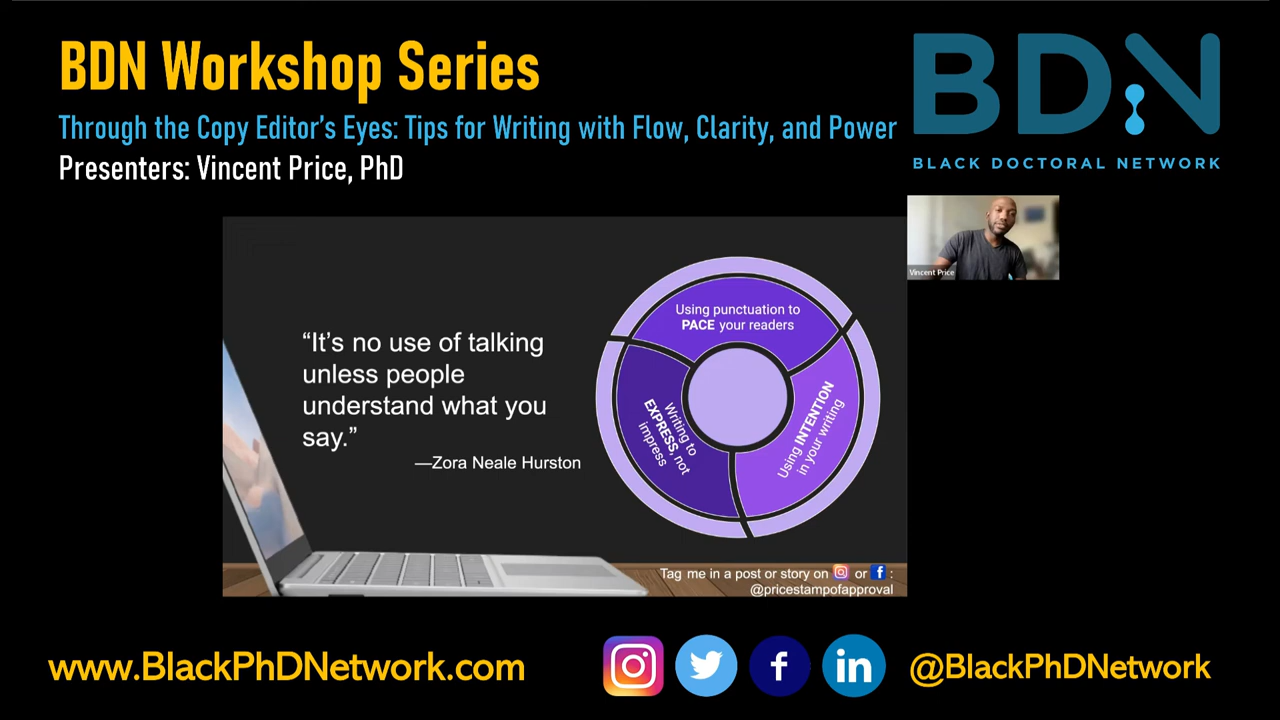 BDN Workshop Series
Through the Copy Editor's Eyes: Tips for Writing with Flow, Clarity, and Power
Presenters: Vincent Price, PhD
BDN
BLACK DOCTORAL NETWORK
Vincent Price
“It’s no use of talking
unless people
understand what you
say.”
—Zora Neale Hurston
Using punctuation to
PACE your readers
Using INTENTION
in your writing
Writing to
EXPRESS, not
impress
Tag me in a post or story on or :
@pricestampofapproval
www.BlackPhDNetwork.com
f
in
@BlackPhDNetwork